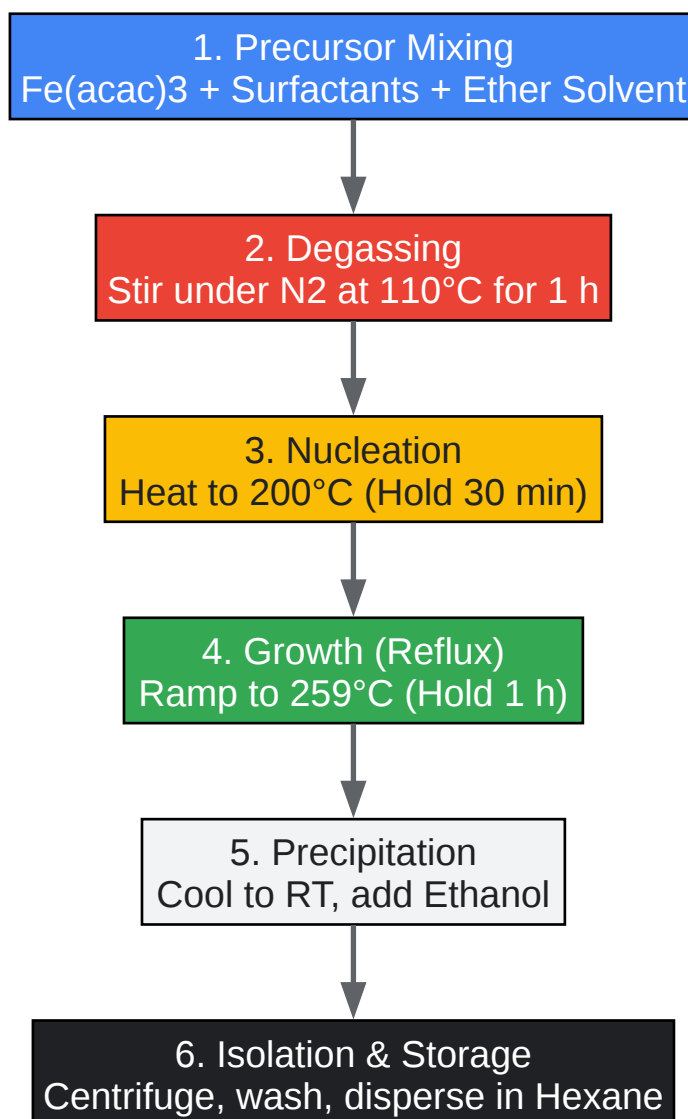 1. Precursor Mixing
Fe(acac)3 + Surfactants + Ether Solvent
2. Degassing
Stir under N2 at 110°C for 1 h
3. Nucleation
Heat to 200°C (Hold 30 min)
4. Growth (Reflux)
Ramp to 259°C (Hold 1 h)
5. Precipitation
Cool to RT, add Ethanol
6. Isolation & Storage
Centrifuge, wash, disperse in Hexane